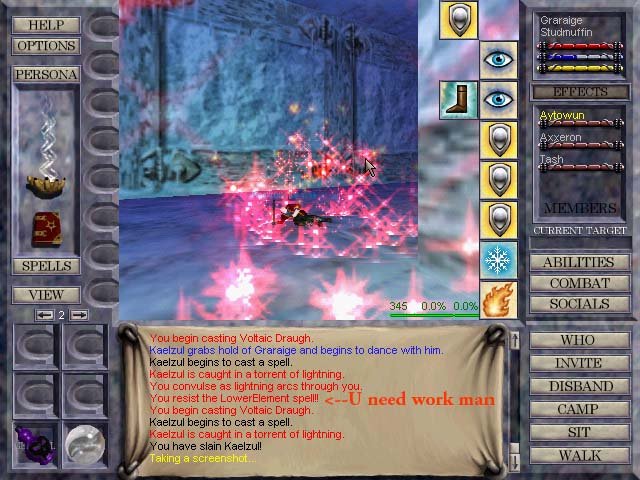 HELP
OPTIONS
PERSONA
SPELLS
VIEW
2
345 0.0% 0.0%
Graraige
Studmuffin
EFFECTS
Aytowun
Axxeron
Tash
MEMBERS
CURRENT TARGET
ABILITIES
COMBAT
SOCIALS
WHO
INVITE
DISBAND
CAMP
SIT
WALK
You begin casting Voltaic Draugh.
Kaelzul grabs hold of Graraige and begins to dance with him.
Kaelzul begins to cast a spell.
Kaelzul is caught in a torrent of lightning.
You convulse as lightning arcs through you.
You resist the LowerElement spell!! <--U need work man
You begin casting Voltaic Draugh.
Kaelzul begins to cast a spell.
Kaelzul is caught in a torrent of lightning.
You have slain Kaelzul!
Taking a screenshot...